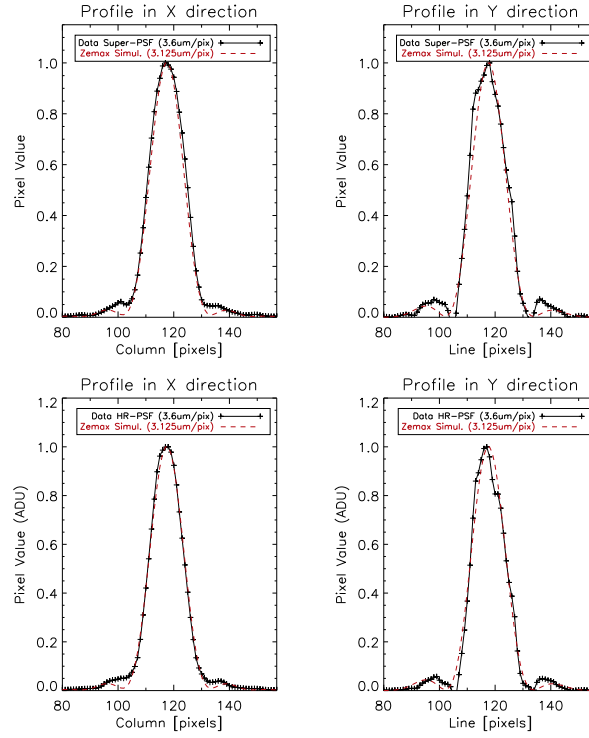 Profile in X direction
Data Super-PSF (3.6um/pix)
Zemax Simul. (3.125um/pix)
Pixel Value
1.0
0.8
0.6
0.4
0.2
0.0
80 100 120 140
Column [pixels]
Profile in Y direction
Data Super-PSF (3.6um/pix)
Zemax Simul. (3.125um/pix)
Pixel Value
1.0
0.8
0.6
0.4
0.2
0.0
80 100 120 140
Line [pixels]
Profile in X direction
Data HR-PSF (3.6um/pix)
Zemax Simul. (3.125um/pix)
Pixel Value (ADU)
1.2
1.0
0.8
0.6
0.4
0.2
0.0
80 100 120 140
Column [pixels]
Profile in Y direction
Data HR-PSF (3.6um/pix)
Zemax Simul. (3.125um/pix)
Pixel Value (ADU)
1.2
1.0
0.8
0.6
0.4
0.2
0.0
80 100 120 140
Line [pixels]